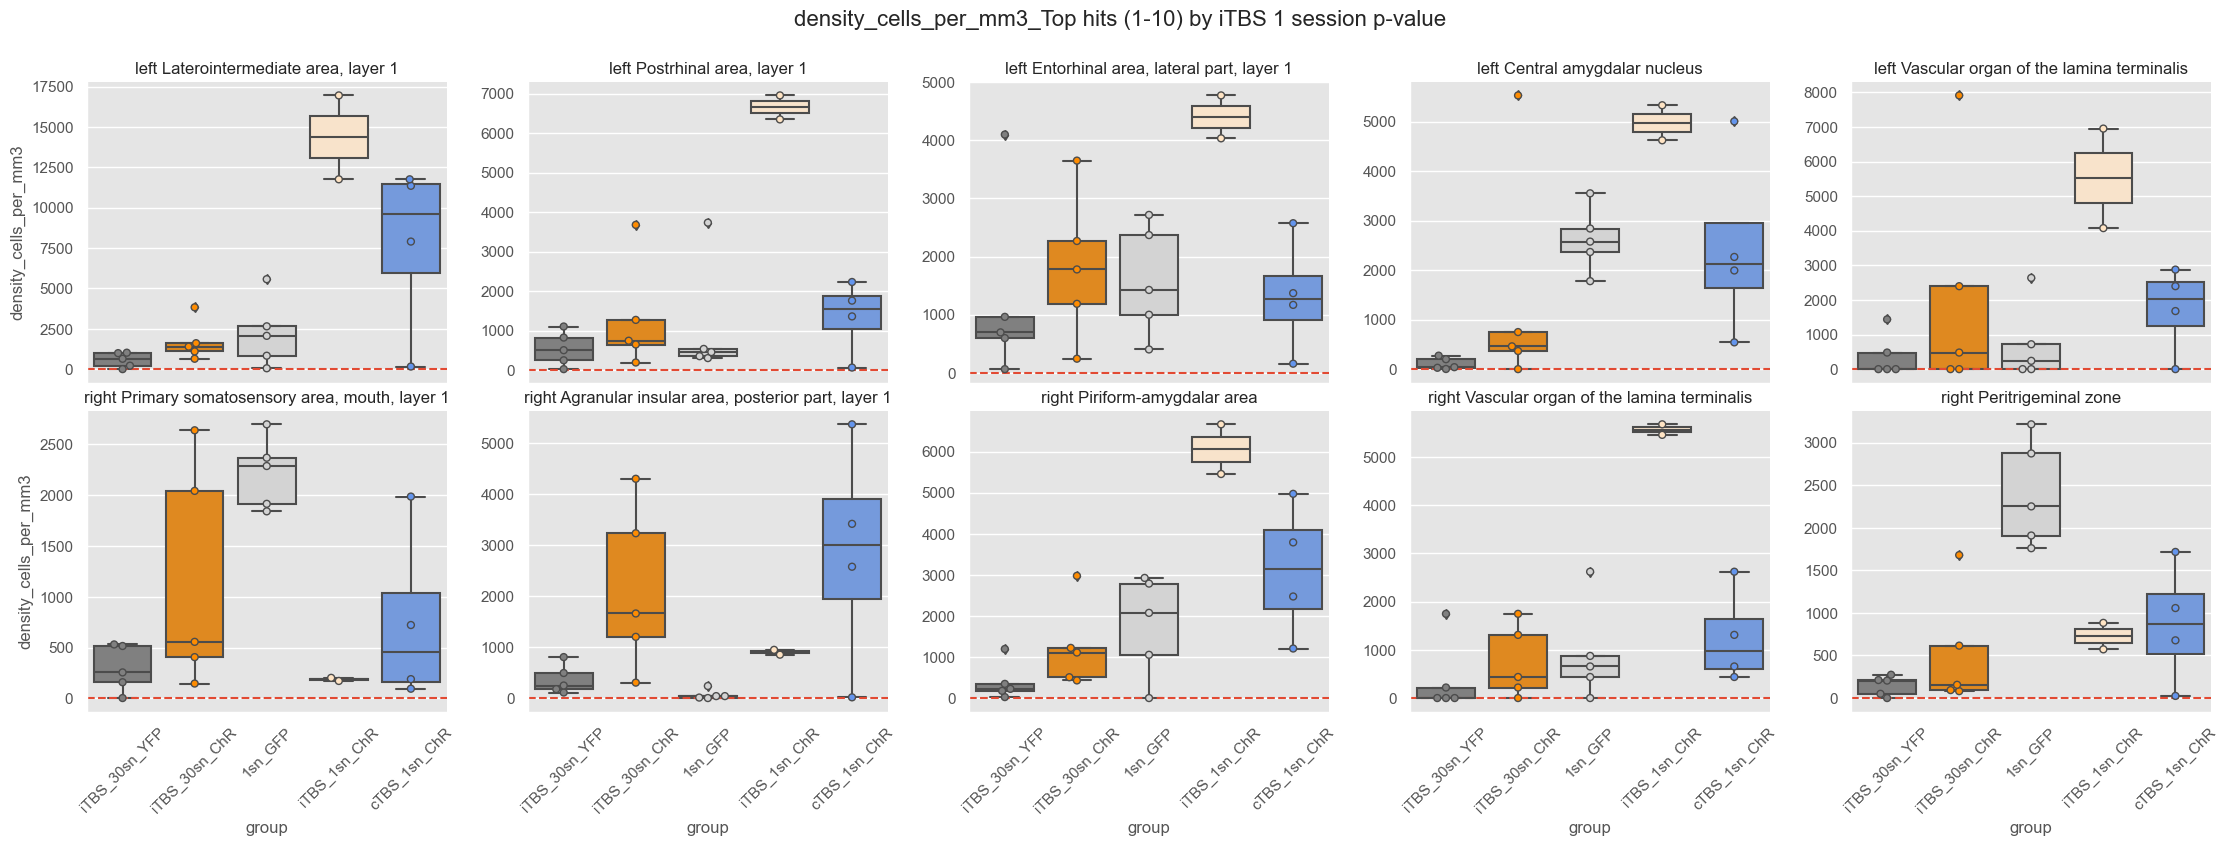 density_cells_per_mm3_Top hits (1-10) by iTBS 1 session p-value
left Laterointermediate area, layer 1
left Postrhinal area, layer 1
left Entorhinal area, lateral part, layer 1
left Central amygdalar nucleus
left Vascular organ of the lamina terminalis
density_cells_per_mm3
17500
15000
12500
10000
7500
5000
2500
0
7000
6000
5000
4000
3000
2000
1000
0
5000
4000
3000
2000
1000
0
5000
4000
3000
2000
1000
0
8000
7000
6000
5000
4000
3000
2000
1000
0
right Primary somatosensory area, mouth, layer 1
right Agranular insular area, posterior part, layer 1
right Piriform-amygdalar area
right Vascular organ of the lamina terminalis
right Peritrigeminal zone
density_cells_per_mm3
2500
2000
1500
1000
500
0
5000
4000
3000
2000
1000
0
6000
5000
4000
3000
2000
1000
0
5000
4000
3000
2000
1000
0
3000
2500
2000
1500
1000
500
0
iTBS_30sn_YFP
iTBS_30sn_ChR
1sn_GFP
iTBS_1sn_ChR
cTBS_1sn_ChR
group
iTBS_30sn_YFP
iTBS_30sn_ChR
1sn_GFP
iTBS_1sn_ChR
cTBS_1sn_ChR
group
iTBS_30sn_YFP
iTBS_30sn_ChR
1sn_GFP
iTBS_1sn_ChR
cTBS_1sn_ChR
group
iTBS_30sn_YFP
iTBS_30sn_ChR
1sn_GFP
iTBS_1sn_ChR
cTBS_1sn_ChR
group
iTBS_30sn_YFP
iTBS_30sn_ChR
1sn_GFP
iTBS_1sn_ChR
cTBS_1sn_ChR
group